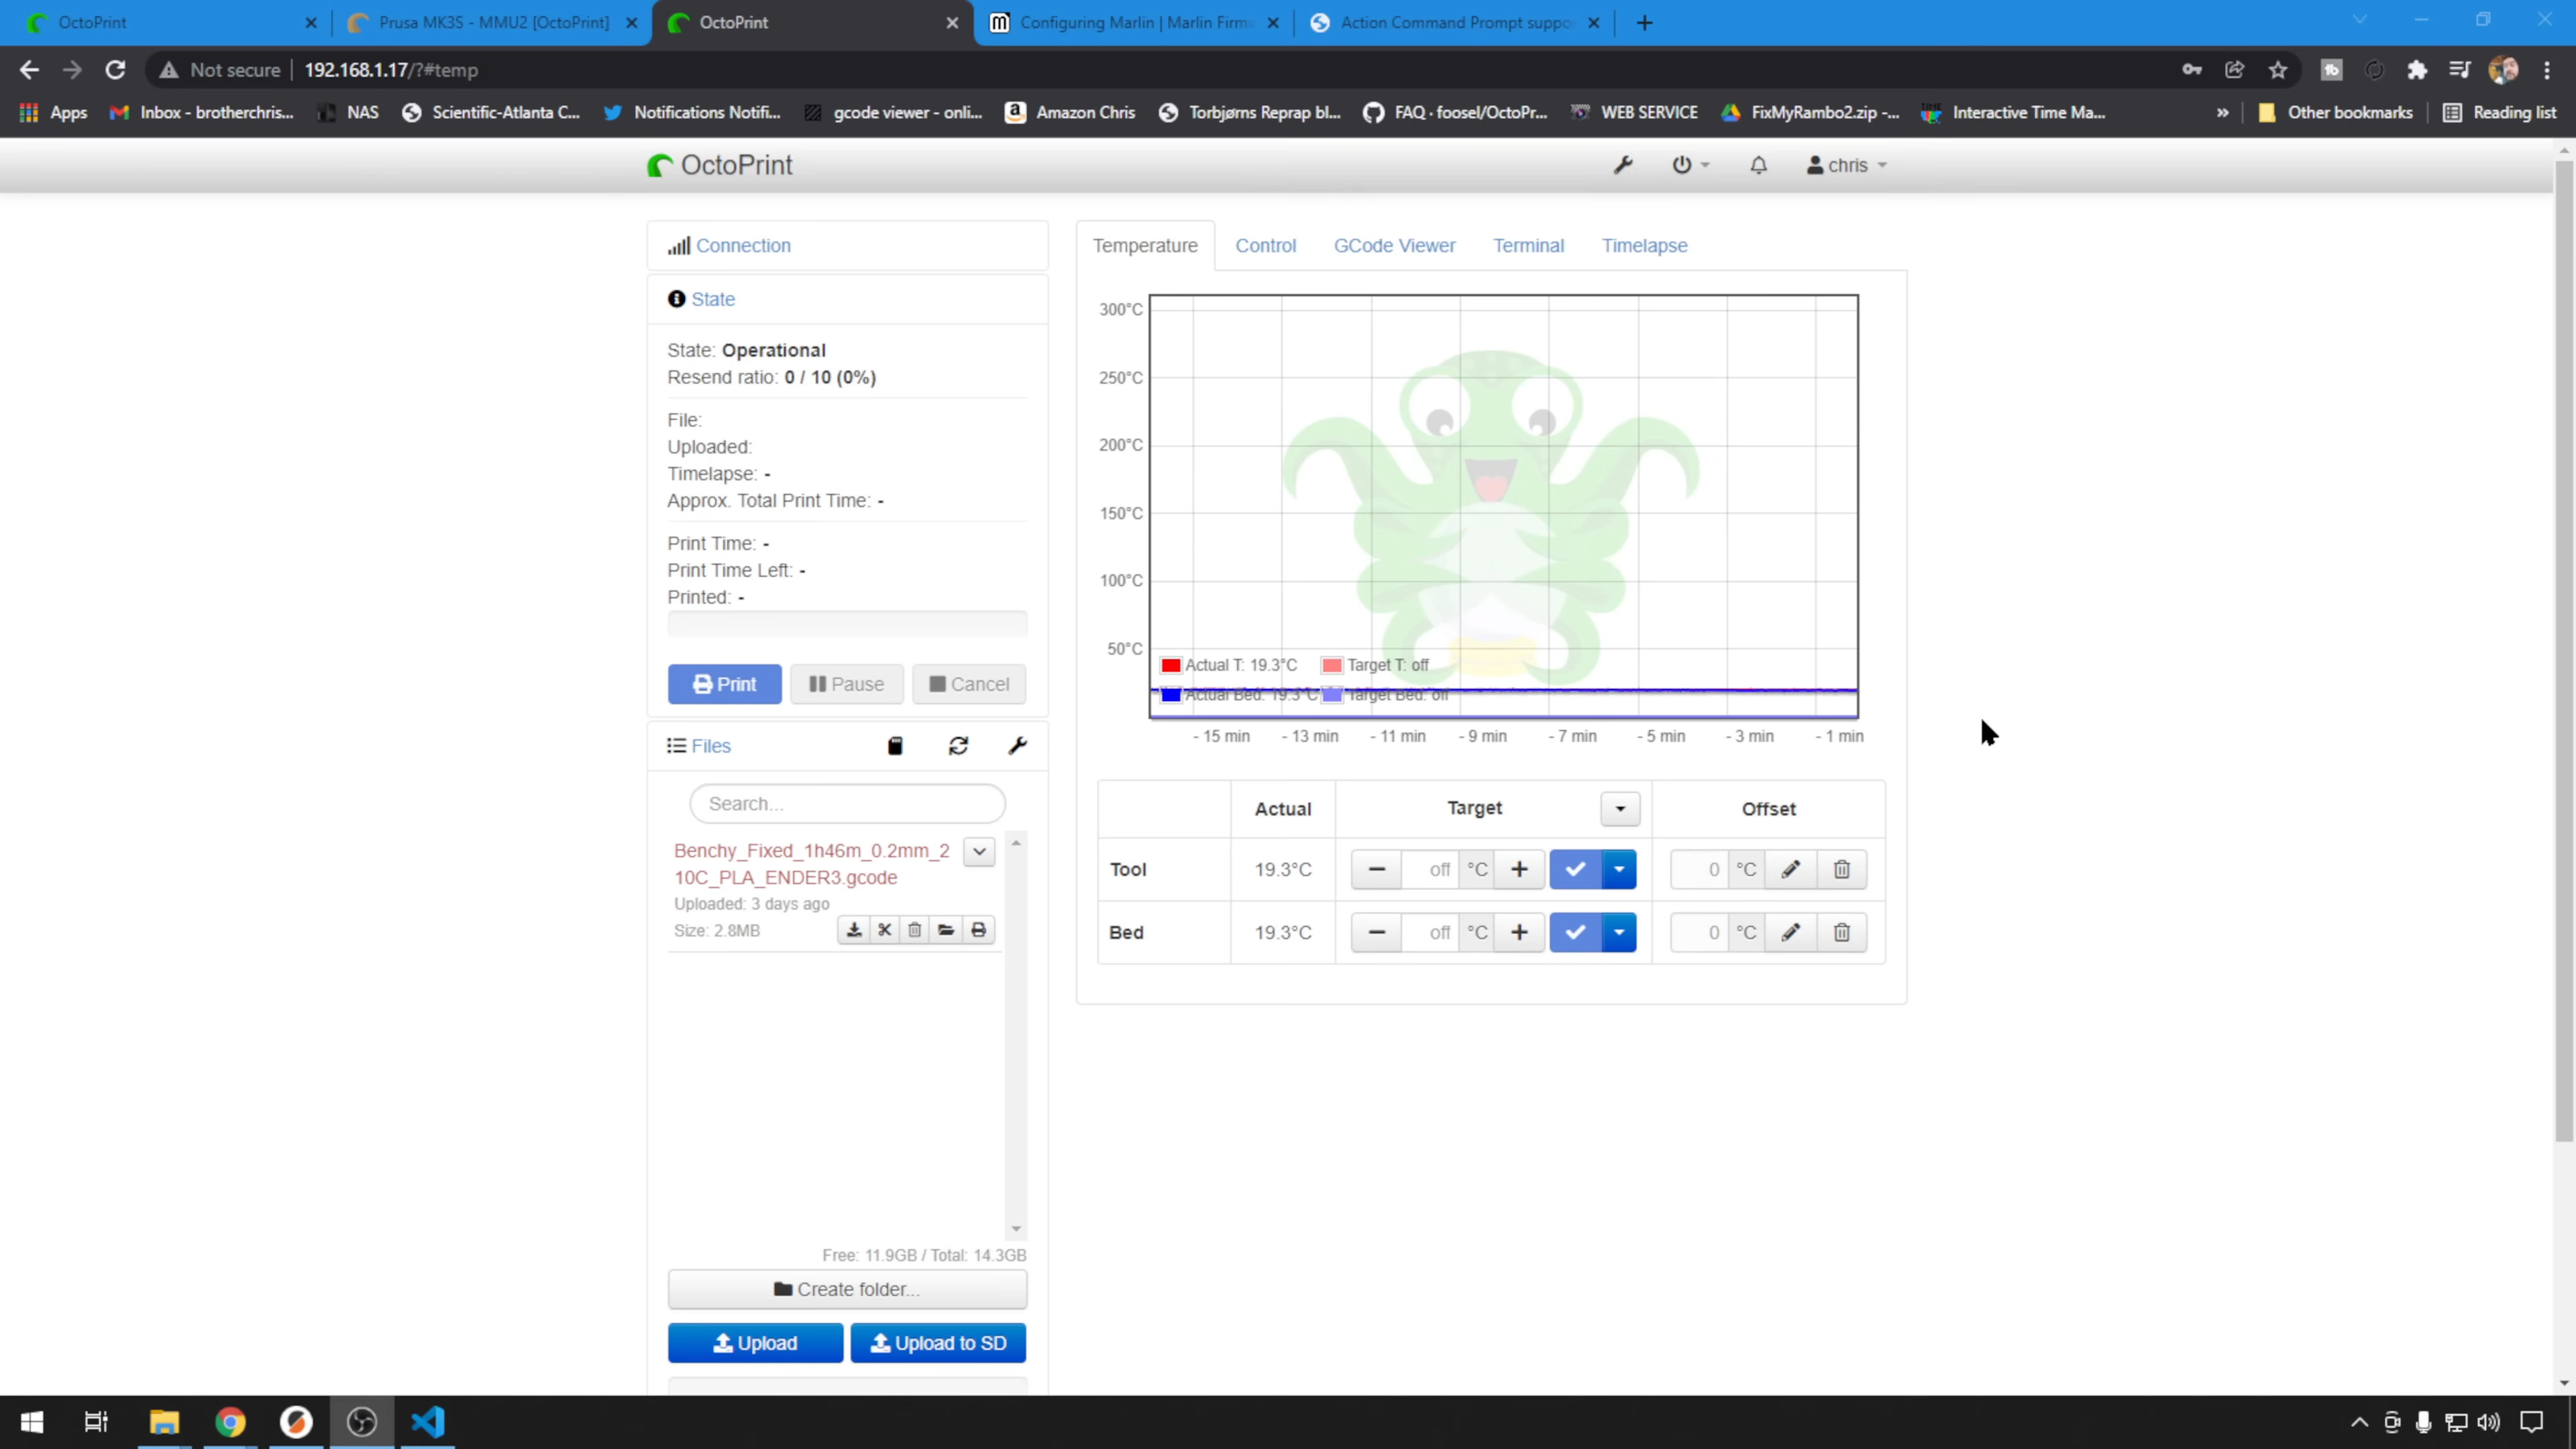 OctoPrint
Prusa MK3S - MMU2 [OctoPrint]
OctoPrint
Configuring Marlin | Marlin Firm
Action Command Prompt suppo
Not secure
192.168.1.17/?#temp
Apps
Inbox - brotherchris...
NAS
Scientific-Atlanta C...
Notifications Notifi...
gcode viewer - onli...
Amazon Chris
Torbjørns Reprap bl...
FAQ · foosel/OctoPr...
WEB SERVICE
FixMyRambo2.zip -...
Interactive Time Ma...
»
Other bookmarks
Reading list
OctoPrint
chris
Connection
State
State: Operational
Resend ratio: 0 / 10 (0%)
File:
Uploaded:
Timelapse: -
Approx. Total Print Time: -
Print Time: -
Print Time Left: -
Printed: -
Print
Pause
Cancel
Files
Search...
Benchy_Fixed_1h46m_0.2mm_2
10C_PLA_ENDER3.gcode
Uploaded: 3 days ago
Size: 2.8MB
Free: 11.9GB / Total: 14.3GB
Create folder...
Upload
Upload to SD
Temperature
Control
GCode Viewer
Terminal
Timelapse
300°C
250°C
200°C
150°C
100°C
50°C
Actual T: 19.3°C
Target T: off
Actual Bed: 19.3°C
Target Bed: off
- 15 min
- 13 min
- 11 min
- 9 min
- 7 min
- 5 min
- 3 min
- 1 min
Actual
Target
Offset
Tool
19.3°C
off
°C
0
°C
Bed
19.3°C
off
°C
0
°C